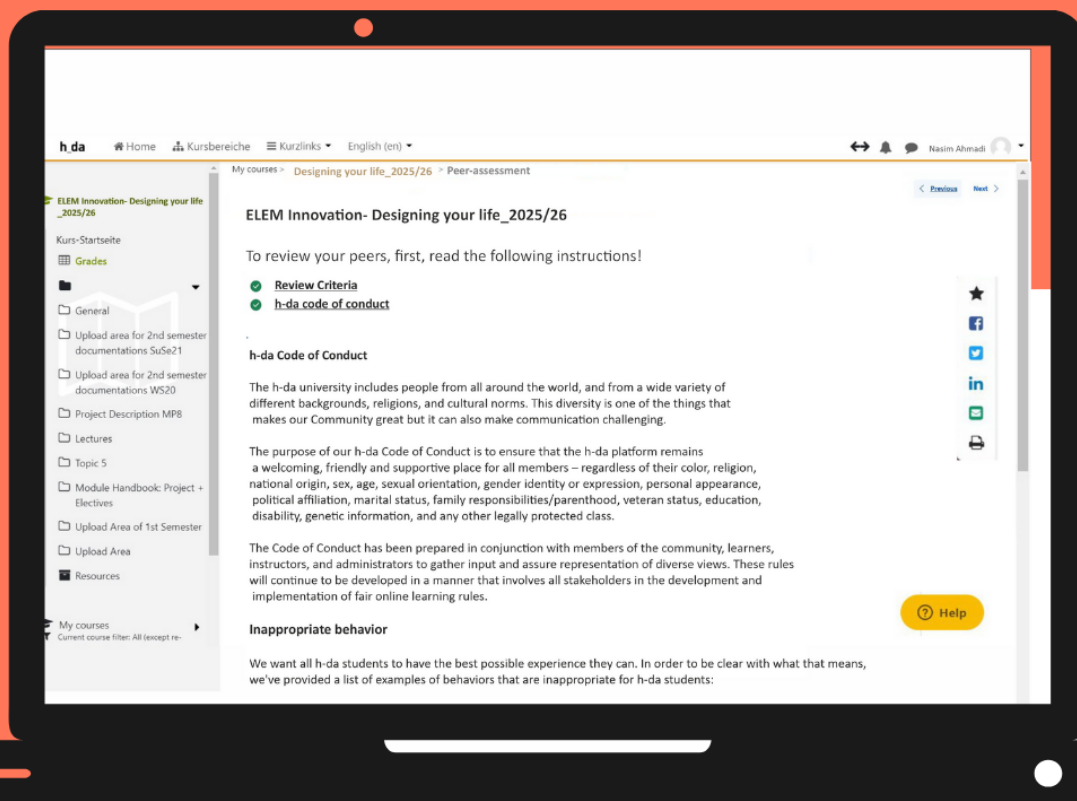 h_da
Home
Kursbereiche
Kurzlinks
English (en)
Nasim Ahmadi
ELEM Innovation- Designing your life
_2025/26
Kurs-Startseite
Grades
General
Upload area for 2nd semester
documentations SuSe21
Upload area for 2nd semester
documentations WS20
Project Description MP8
Lectures
Topic 5
Module Handbook: Project +
Electives
Upload Area of 1st Semester
Upload Area
Resources
My courses
Current course filter: All (except re-
My courses > Designing your life_2025/26 > Peer-assessment
< Previous Next >
ELEM Innovation- Designing your life_2025/26
To review your peers, first, read the following instructions!
Review Criteria
h-da code of conduct
.
h-da Code of Conduct
The h-da university includes people from all around the world, and from a wide variety of
different backgrounds, religions, and cultural norms. This diversity is one of the things that
makes our Community great but it can also make communication challenging.
The purpose of our h-da Code of Conduct is to ensure that the h-da platform remains
a welcoming, friendly and supportive place for all members – regardless of their color, religion,
national origin, sex, age, sexual orientation, gender identity or expression, personal appearance,
political affiliation, marital status, family responsibilities/parenthood, veteran status, education,
disability, genetic information, and any other legally protected class.
The Code of Conduct has been prepared in conjunction with members of the community, learners,
instructors, and administrators to gather input and assure representation of diverse views. These rules
will continue to be developed in a manner that involves all stakeholders in the development and
implementation of fair online learning rules.
Inappropriate behavior
We want all h-da students to have the best possible experience they can. In order to be clear with what that means,
we've provided a list of examples of behaviors that are inappropriate for h-da students:
in
? Help